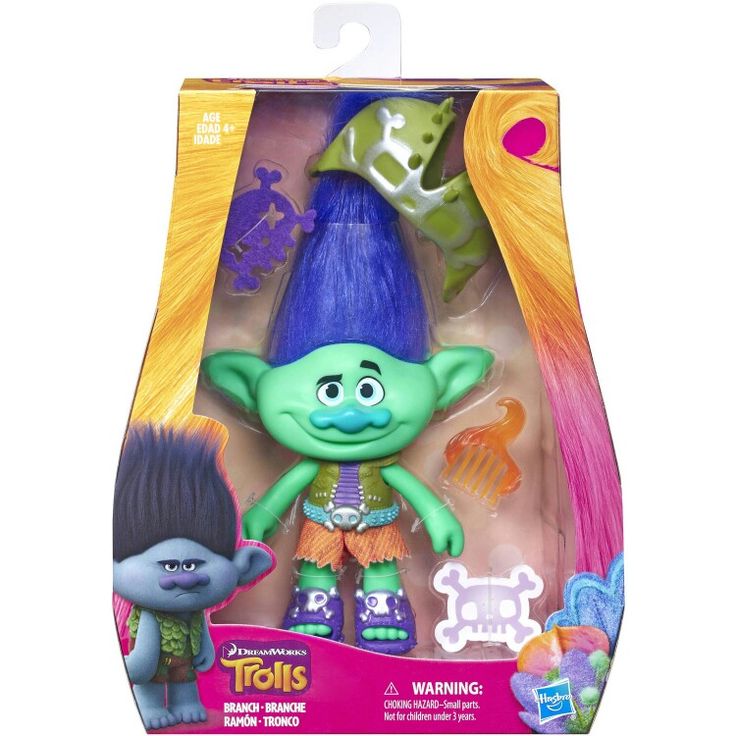 AGE
EDAD 4+
IDADE
DREAMWORKS
TROLLS
BRANCH • BRANCHE
RAMÓN • TRONCO
WARNING:
CHOKING HAZARD–Small parts.
Not for children under 3 years.
Hasbro